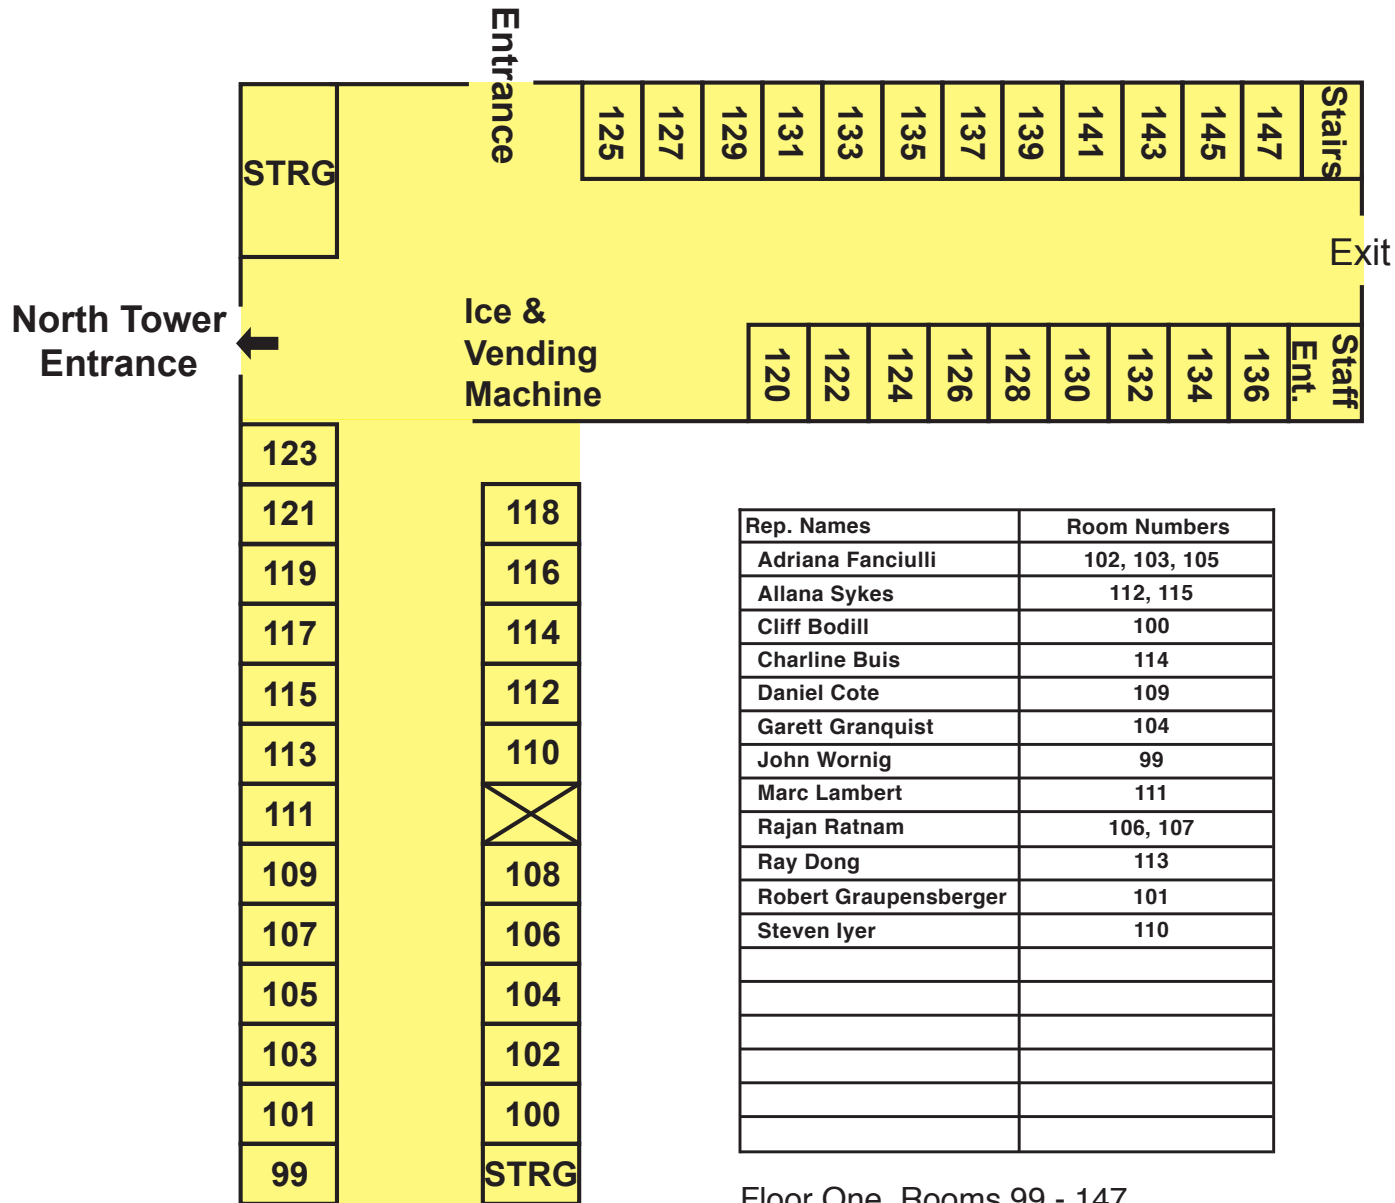 Entrance
STRG
125
127
129
131
133
135
137
139
141
143
145
147
Stairs
Exit
North Tower
Entrance
Ice &
Vending
Machine
120
122
124
126
128
130
132
134
136
Staff
Ent.
123
121
119
117
115
113
111
109
107
105
103
101
99
118
116
114
112
110
108
106
104
102
100
STRG
Rep. Names Room Numbers
Adriana Fanciulli 102, 103, 105
Allana Sykes 112, 115
Cliff Bodill 100
Charline Buis 114
Daniel Cote 109
Garett Granquist 104
John Wornig 99
Marc Lambert 111
Rajan Ratnam 106, 107
Ray Dong 113
Robert Graupensberger 101
Steven Iyer 110
Floor One, Rooms 99 - 147